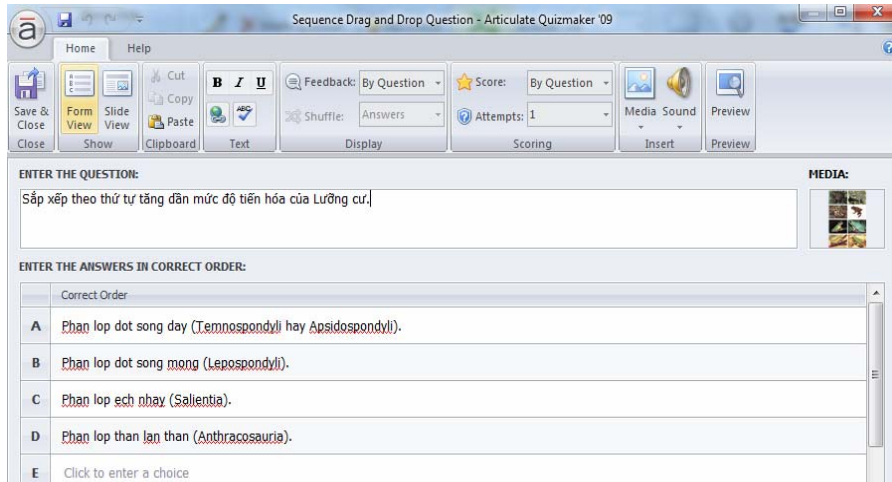 Sequence Drag and Drop Question - Articulate Quizmaker '09
Home Help
Save & Close
Form View
Slide View
Cut
Copy
Paste
B I U
ABC
Feedback: By Question
Shuffle: Answers
Score: By Question
Attempts: 1
Media
Sound
Preview
Close Show Clipboard Text Display Scoring Insert Preview
ENTER THE QUESTION:
MEDIA:
Sắp xếp theo thứ tự tăng dần mức độ tiến hóa của Lưỡng cư.
ENTER THE ANSWERS IN CORRECT ORDER:
Correct Order
A Phan lop dot song day (Temnospondyli hay Apsidospondyli).
B Phan lop dot song mong (Lepospondyli).
C Phan lop ech nhay (Salientia).
D Phan lop than lan than (Anthracosauria).
E Click to enter a choice